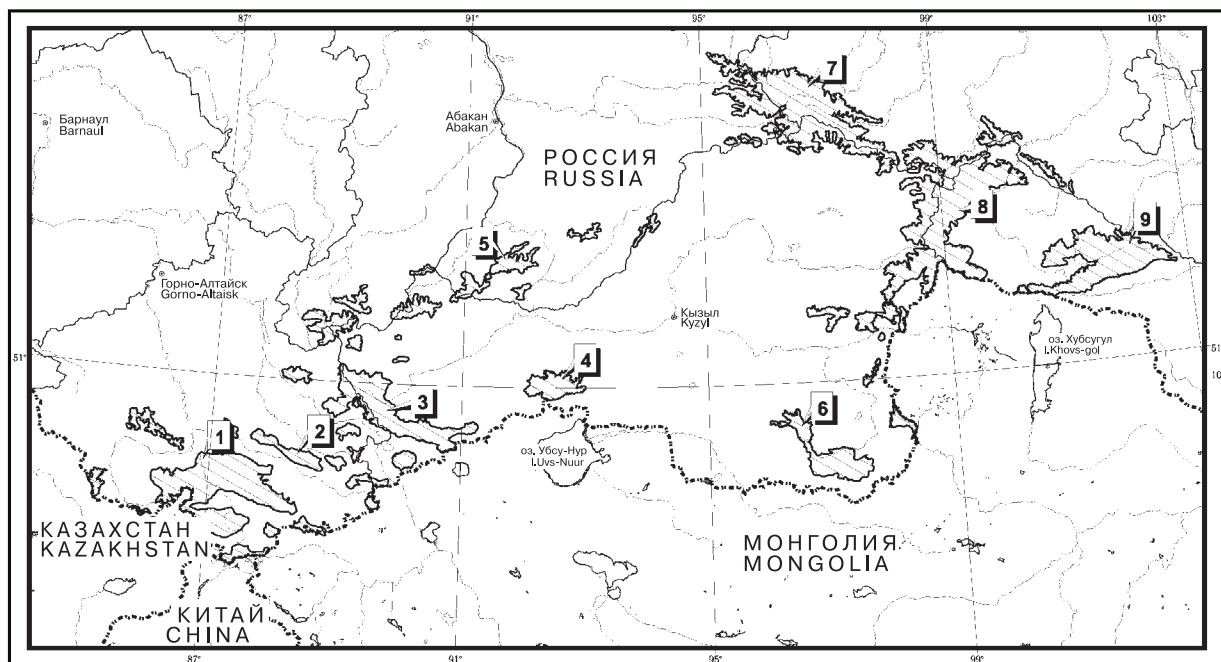 87°
91°
95°
99°
103°
7
Барнаул
Barnaul
Абакан
Abakan
РОССИЯ
RUSSIA
8
9
5
Горно-Алтайск
Gorno-Altaisk
Кызыл
Kyzyl
оз. Хубсугул
l.Khovs-gol
51°
51°
4
3
6
1
2
оз. Убсу-Нур
l.Uvs-Nuur
КАЗАХСТАН
KAZAKHSTAN
МОНГОЛИЯ
MONGOLIA
КИТАЙ
CHINA
87°
91°
95°
99°